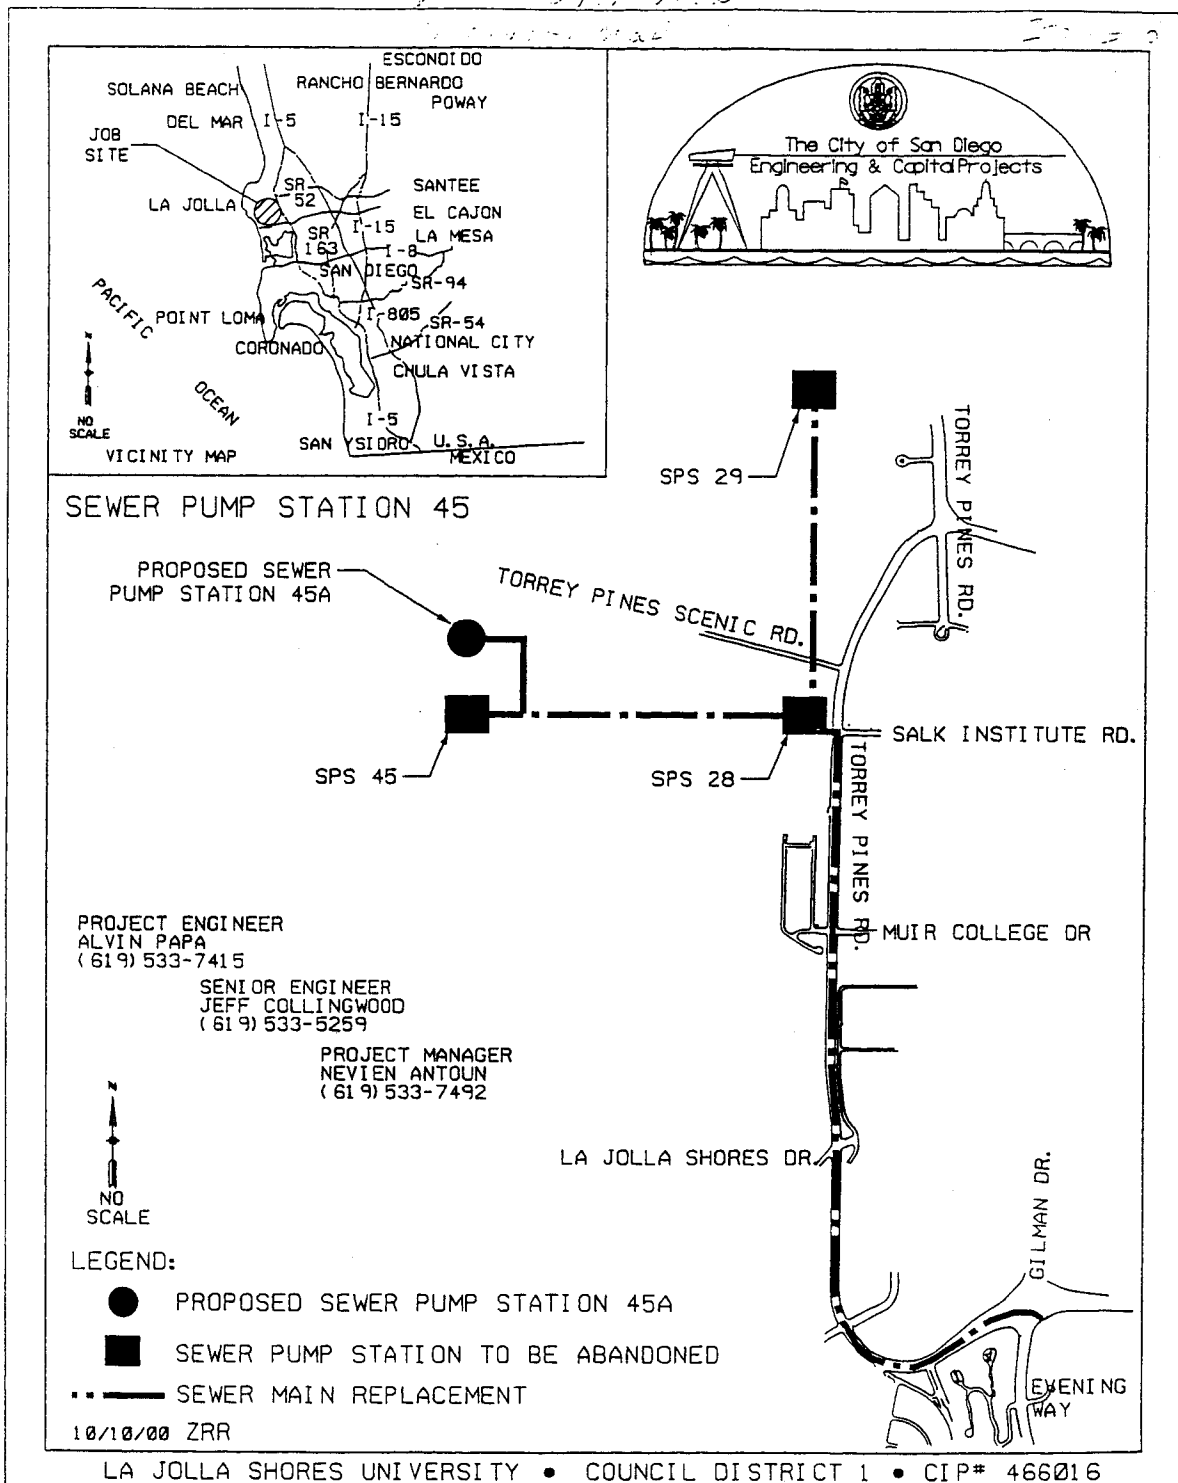 ESCONDIDO
SOLANA BEACH
RANCHO BERNARDO
POWAY
DEL MAR
I-5
I-15
JOB
SITE
SR
52
SANTEE
LA JOLLA
EL CAJON
SR
163
I-15
LA MESA
I-8
SAN DIEGO
SR-94
PACIFIC
OCEAN
POINT LOMA
I-805
SR-54
CORONADO
NATIONAL CITY
CHULA VISTA
I-5
SAN YSIDRO
U.S.A.
MEXICO
N
NO
SCALE
VICINITY MAP
The City of San Diego
Engineering & Capital Projects
SEWER PUMP STATION 45
PROPOSED SEWER
PUMP STATION 45A
SPS 29
TORREY PINES RD.
TORREY PINES SCENIC RD.
SALK INSTITUTE RD.
SPS 45
SPS 28
TORREY PINES RD.
MUIR COLLEGE DR
PROJECT ENGINEER
ALVIN PAPA
(619)533-7415
SENIOR ENGINEER
JEFF COLLINGWOOD
(619)533-5259
PROJECT MANAGER
NEVIEN ANTOUN
(619)533-7492
LA JOLLA SHORES DR.
GILMAN DR.
EVENING
WAY
N
NO
SCALE
LEGEND:
PROPOSED SEWER PUMP STATION 45A
SEWER PUMP STATION TO BE ABANDONED
SEWER MAIN REPLACEMENT
10/10/00 ZRR
LA JOLLA SHORES UNIVERSITY • COUNCIL DISTRICT 1 • CIP# 466016